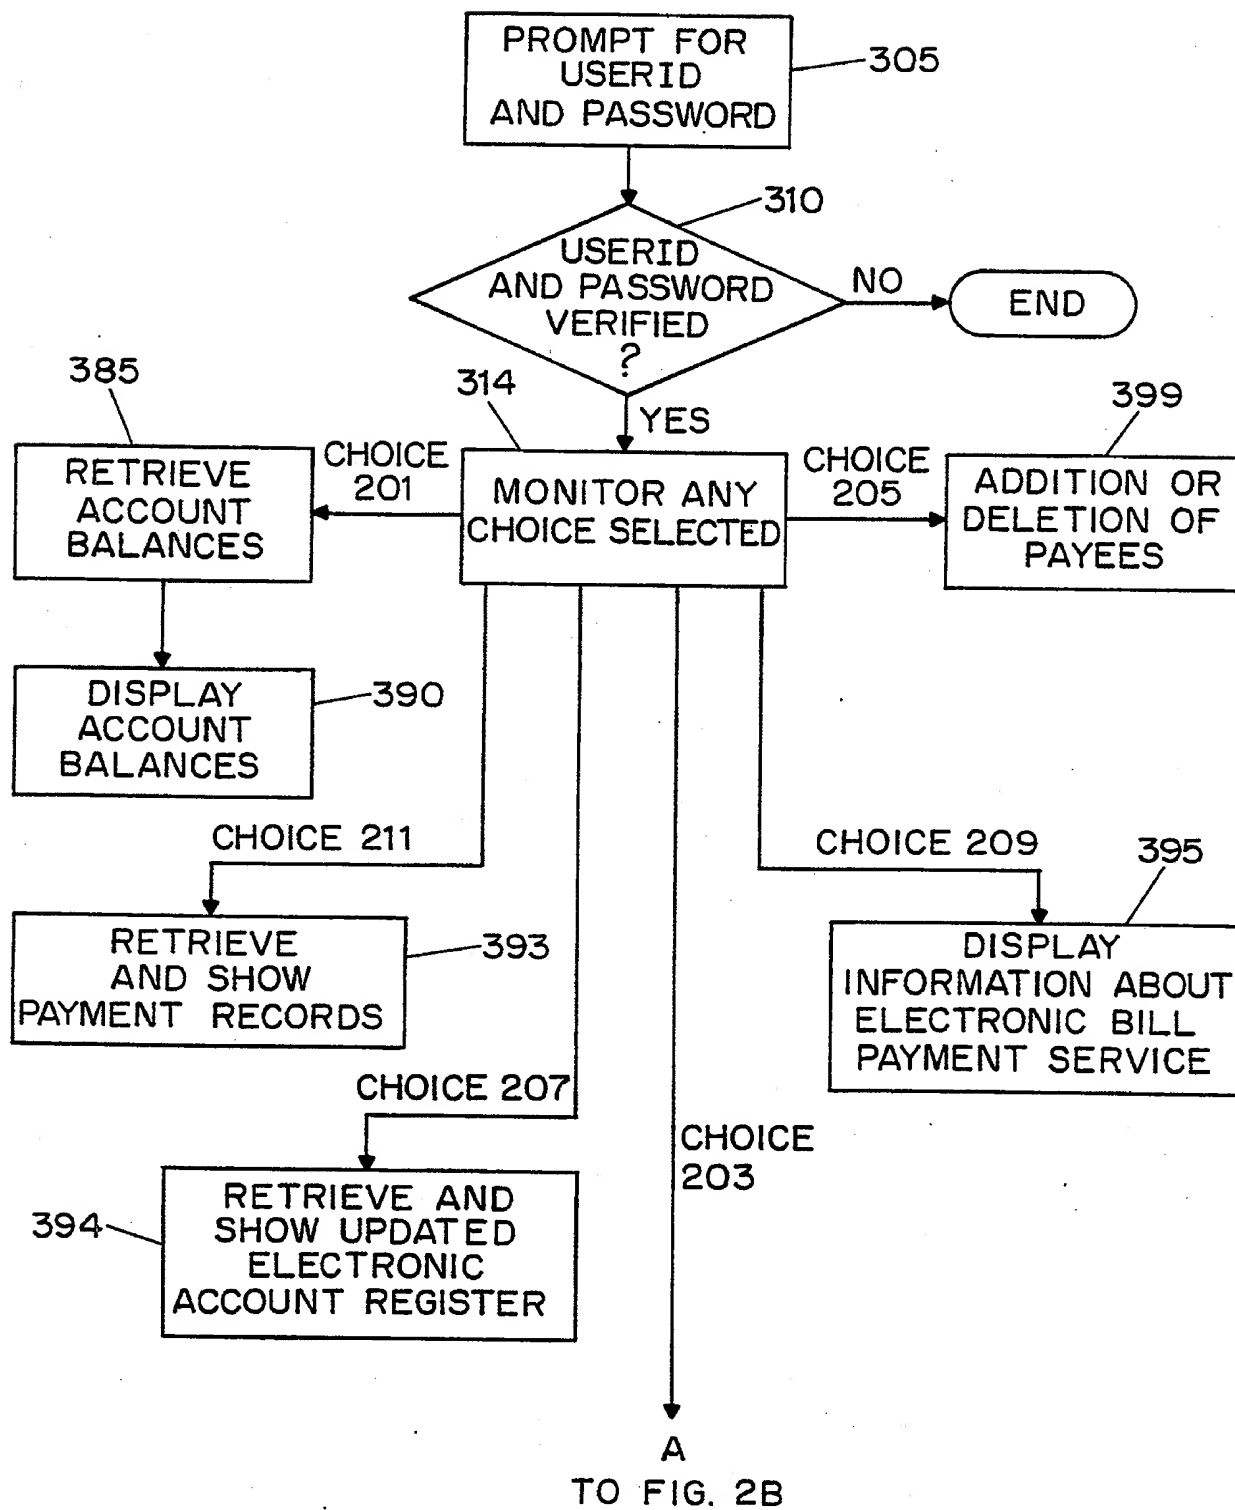 PROMPT FOR
USERID
AND PASSWORD
305
310
USERID
AND PASSWORD
VERIFIED
?
NO
END
YES
385
314
399
RETRIEVE
ACCOUNT
BALANCES
CHOICE
201
MONITOR ANY
CHOICE SELECTED
CHOICE
205
ADDITION OR
DELETION OF
PAYEES
DISPLAY
ACCOUNT
BALANCES
390
CHOICE 211
CHOICE 209
395
RETRIEVE
AND SHOW
PAYMENT RECORDS
393
DISPLAY
INFORMATION ABOUT
ELECTRONIC BILL
PAYMENT SERVICE
CHOICE 207
CHOICE
203
394
RETRIEVE AND
SHOW UPDATED
ELECTRONIC
ACCOUNT REGISTER
A
TO FIG. 2B